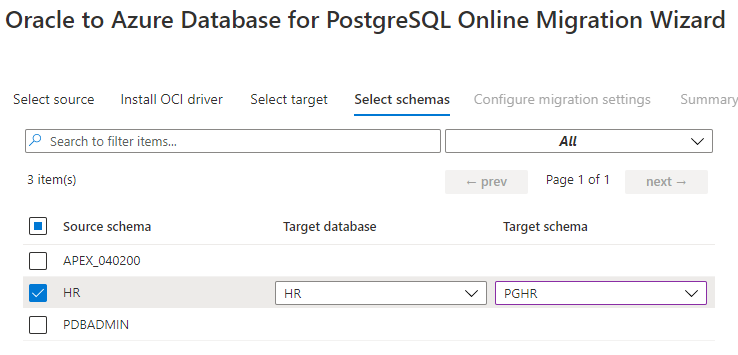 Oracle to Azure Database for PostgreSQL Online Migration Wizard
Select source Install OCI driver Select target Select schemas Configure migration settings Summary
Search to filter items... All
3 item(s) ← prev Page 1 of 1 next →
Source schema Target database Target schema
APEX_040200
HR HR PGHR
PDBADMIN